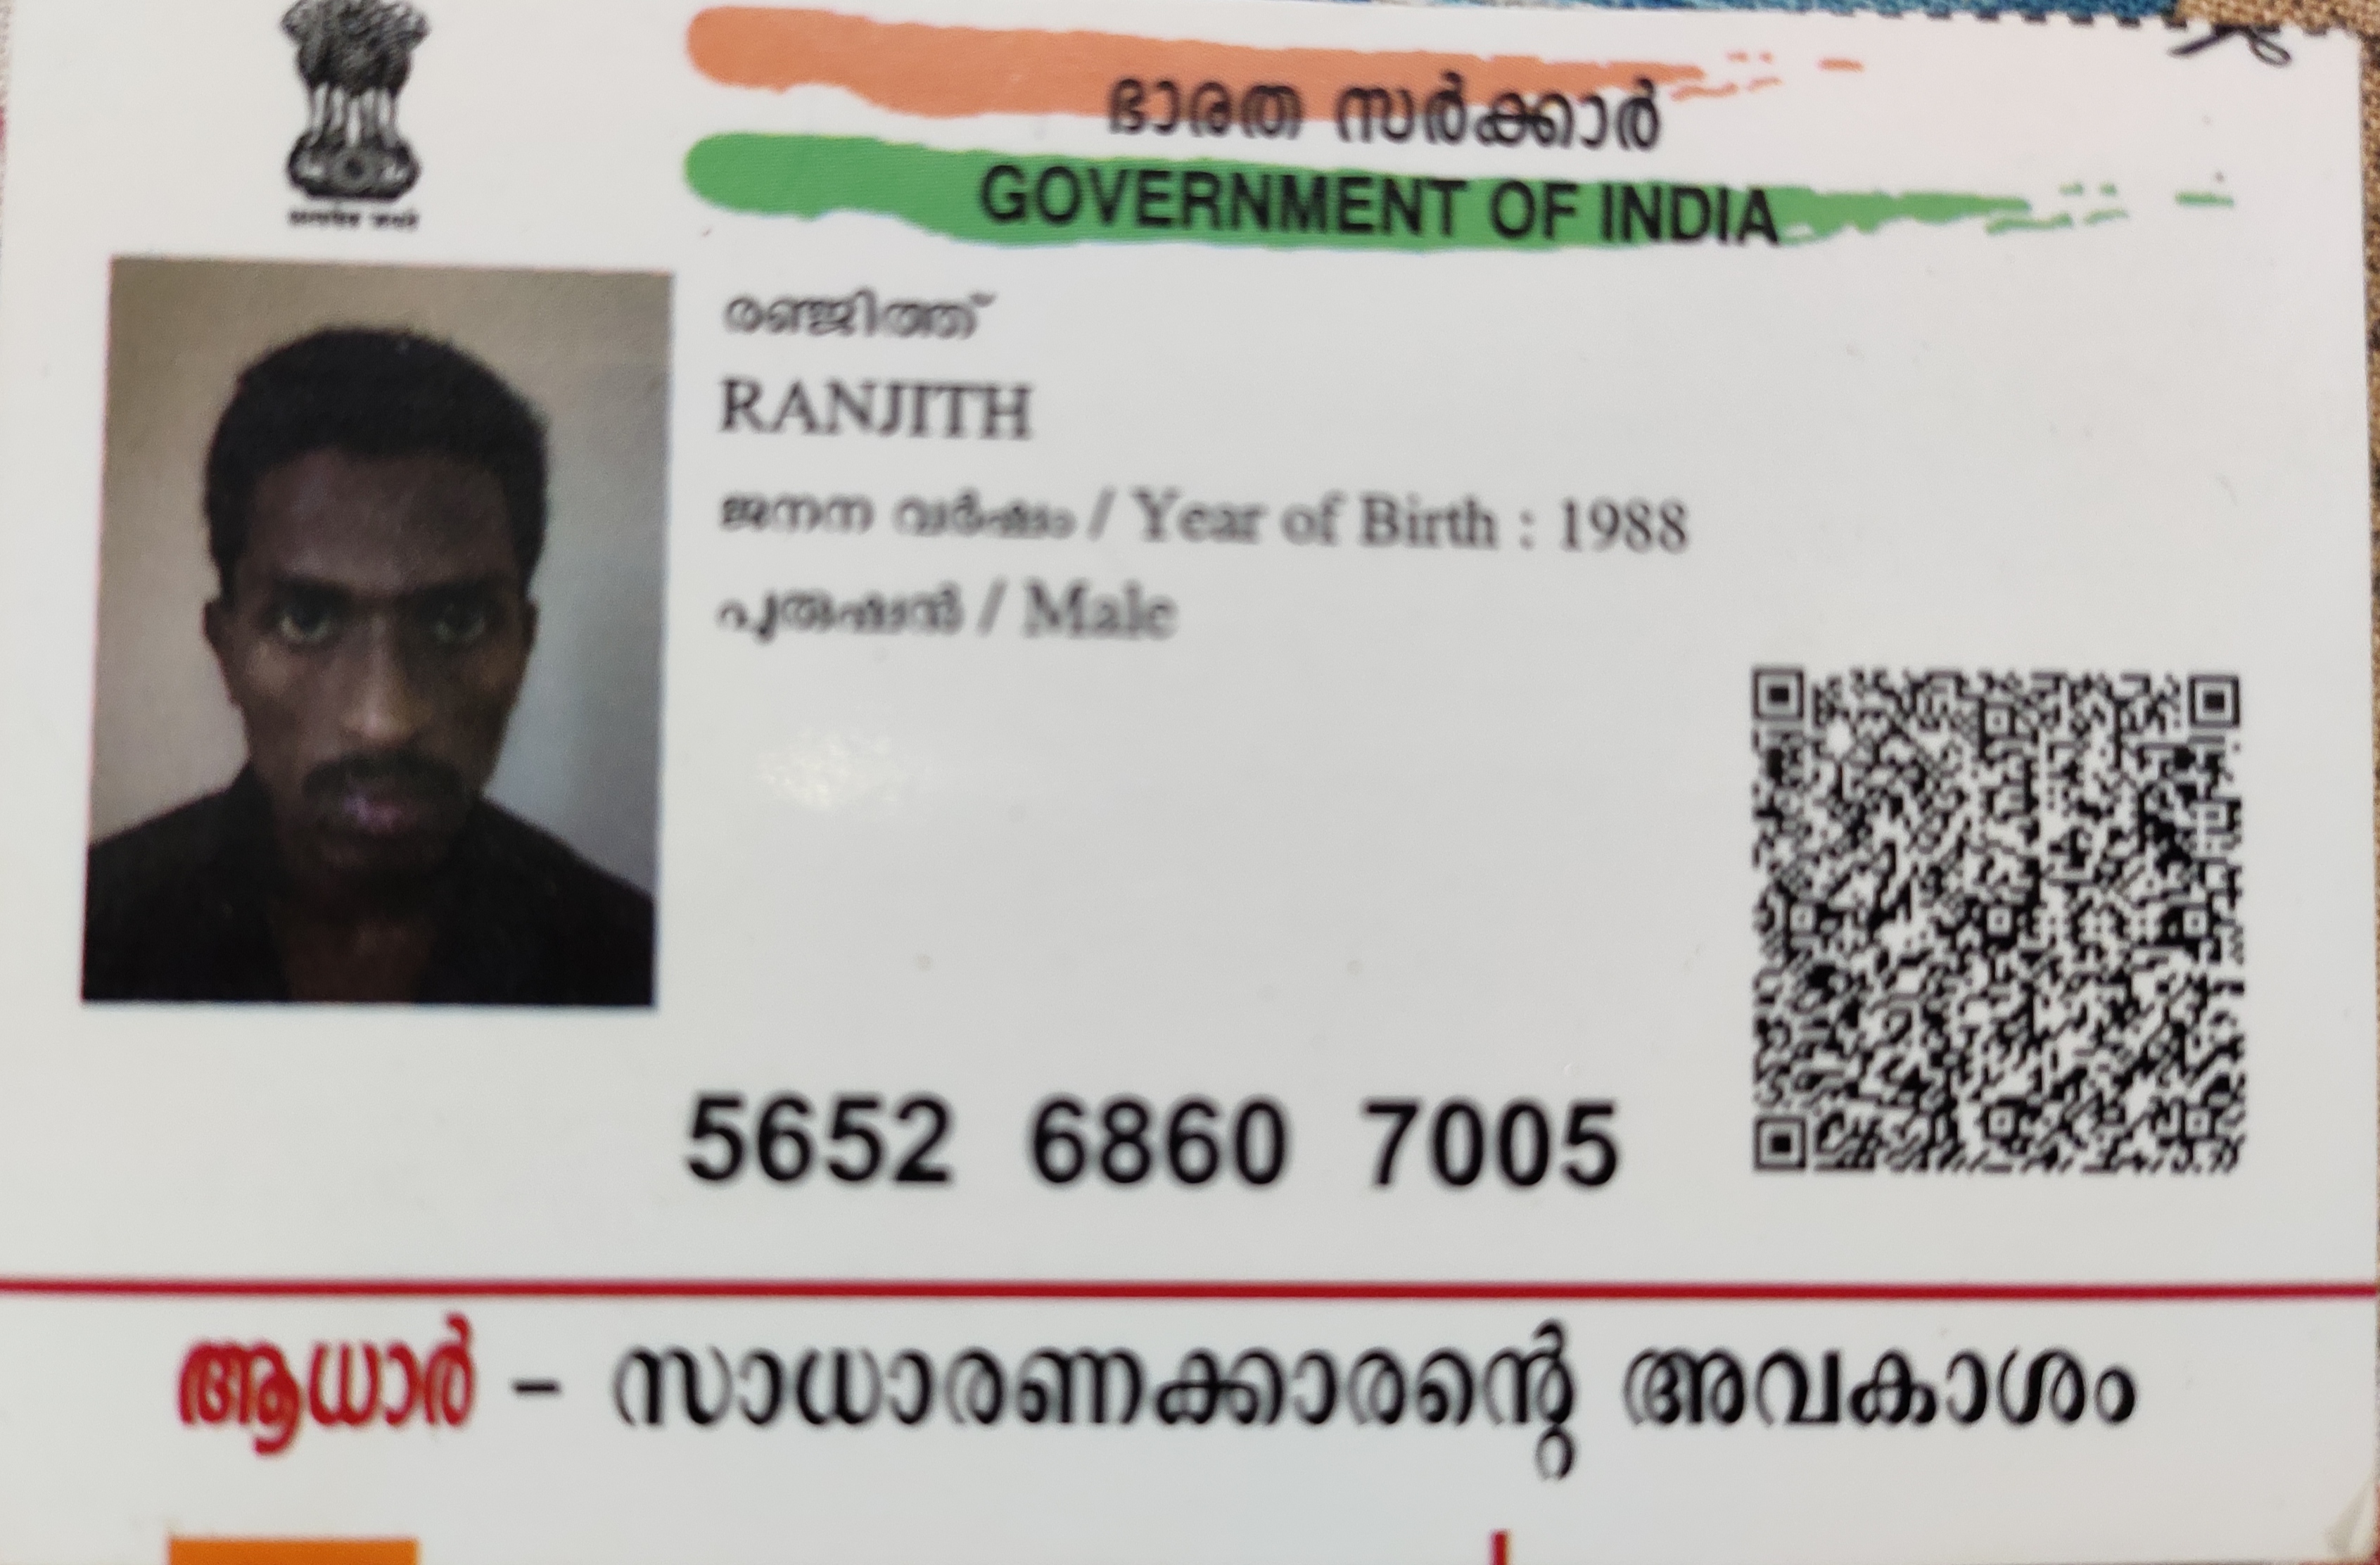 ഭാരത സർക്കാർ
GOVERNMENT OF INDIA
രഞ്ജിത്ത്
RANJITH
ജനന വർഷം / Year of Birth : 1988
പുരുഷൻ / Male
5652 6860 7005
ആധാർ – സാധാരണക്കാരന്റെ അവകാശം